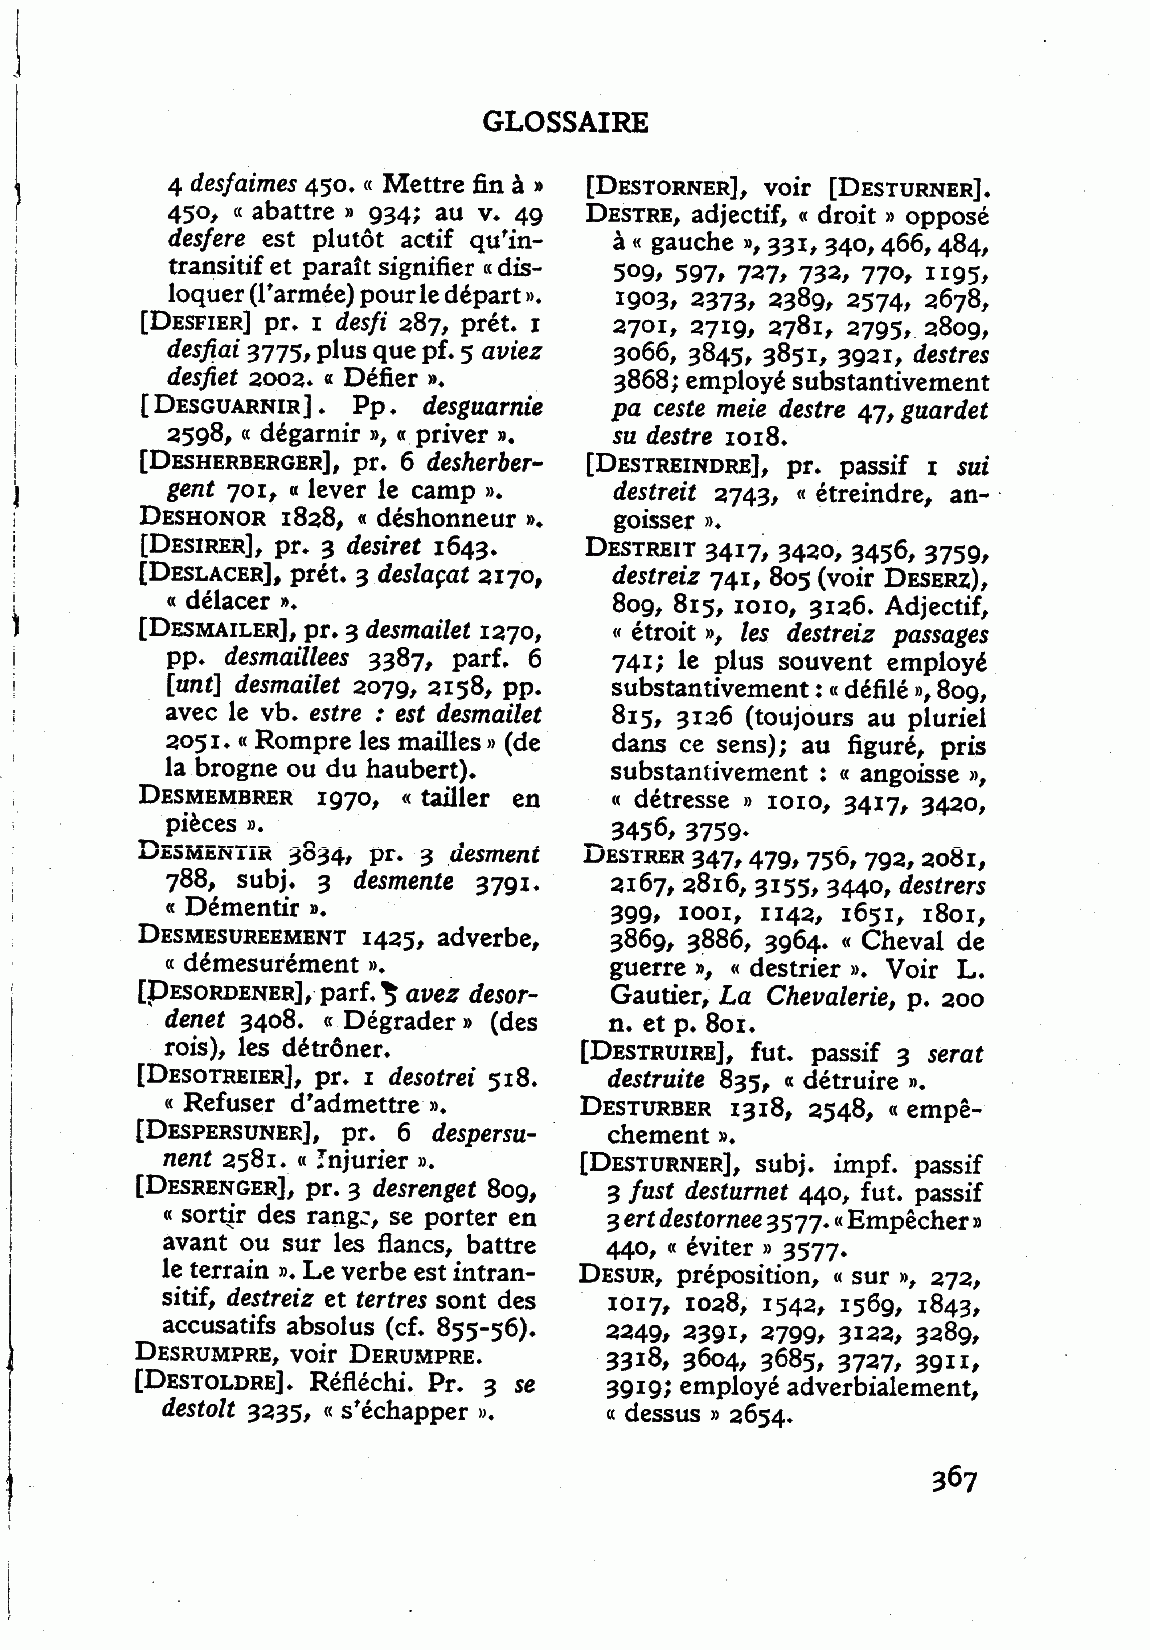 GLOSSAIRE
4 desfaimes 450. « Mettre fin à »
450, « abattre » 934; au v. 49
desfere est plutôt actif qu'in-
transitif et paraît signifier « dis-
loquer (l'armée) pour le départ ».
[DESFIER] pr. 1 desfi 287, prét. 1
desfiai 3775, plus que pf. 5 aviez
desfiet 2002. « Défier ».
[DESGUARNIR]. Pp. desguarnie
2598, « dégarnir », « priver ».
[DESHERBERGER], pr. 6 desherber-
gent 701, « lever le camp ».
DESHONOR 1828, « déshonneur ».
[DESIRER], pr. 3 desiret 1643.
[DESLACER], prét. 3 deslaçat 2170,
« délacer ».
[DESMAILER], pr. 3 desmailet 1270,
pp. desmaillees 3387, parf. 6
[unt] desmailet 2079, 2158, pp.
avec le vb. estre : est desmailet
2051. « Rompre les mailles » (de
la brogne ou du haubert).
DESMEMBRER 1970, « tailler en
pièces ».
DESMENTIR 3834, pr. 3 desment
788, subj. 3 desmente 3791.
« Démentir ».
DESMESUREEMENT 1425, adverbe,
« démesurément ».
[DESORDENER], parf. 5 avez desor-
denet 3408. « Dégrader » (des
rois), les détrôner.
[DESOTREIER], pr. 1 desotrei 518.
« Refuser d'admettre ».
[DESPERSUNER], pr. 6 despersu-
nent 2581. « Injurier ».
[DESRENGER], pr. 3 desrenget 809,
« sortir des rangs, se porter en
avant ou sur les flancs, battre
le terrain ». Le verbe est intran-
sitif, destreiz et tertres sont des
accusatifs absolus (cf. 855-56).
DESRUMPRE, voir DERUMPRE.
[DESTOLDRE]. Réfléchi. Pr. 3 se
destolt 3235, « s'échapper ».
[DESTORNER], voir [DESTURNER].
DESTRE, adjectif, « droit » opposé
à « gauche », 331, 340, 466, 484,
509, 597, 727, 732, 770, 1195,
1903, 2373, 2389, 2574, 2678,
2701, 2719, 2781, 2795, 2809,
3066, 3845, 3851, 3921, destres
3868; employé substantivement
pa ceste meie destre 47, guardet
su destre 1018.
[DESTREINDRE], pr. passif 1 sui
destreit 2743, « étreindre, an-
goisser ».
DESTREIT 3417, 3420, 3456, 3759,
destreiz 741, 805 (voir DESERZ),
809, 815, 1010, 3126. Adjectif,
« étroit », les destreiz passages
741; le plus souvent employé
substantivement : « défilé », 809,
815, 3126 (toujours au pluriel
dans ce sens); au figuré, pris
substantivement : « angoisse »,
« détresse » 1010, 3417, 3420,
3456, 3759.
DESTRER 347, 479, 756, 792, 2081,
2167, 2816, 3155, 3440, destrers
399, 1001, 1142, 1651, 1801,
3869, 3886, 3964. « Cheval de
guerre », « destrier ». Voir L.
Gautier, La Chevalerie, p. 200
n. et p. 801.
[DESTRUIRE], fut. passif 3 serat
destruite 835, « détruire ».
DESTURBER 1318, 2548, « empê-
chement ».
[DESTURNER], subj. impf. passif
3 fust desturnet 440, fut. passif
3 ert destornee 3577. « Empêcher »
440, « éviter » 3577.
DESUR, préposition, « sur », 272,
1017, 1028, 1542, 1569, 1843,
2249, 2391, 2799, 3122, 3289,
3318, 3604, 3685, 3727, 3911,
3919; employé adverbialement,
« dessus » 2654.
367